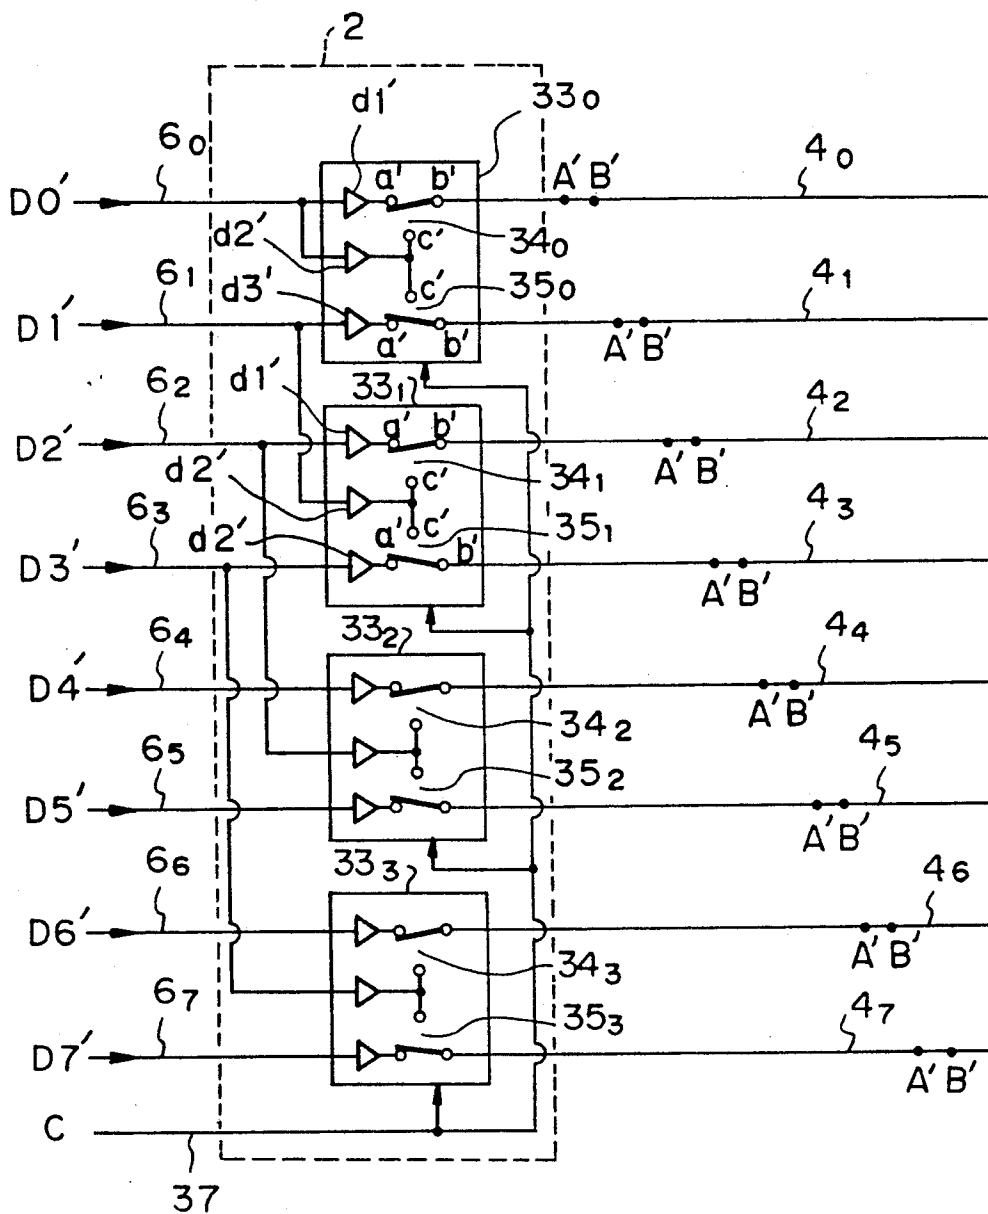 2
d1' 33₀
6₀ A' B' 4₀
D0' a' b'
d2' c' 34₀
6₁ d3' c' 35₀ 4₁
D1' a' b' A' B'
6₂ d1' 33₁ 4₂
D2' a' b' A' B'
d2' c' 34₁
6₃ d2' a' c' 35₁ 4₃
D3' b' A' B'
6₄ 33₂ 4₄
D4' A' B'
34₂
6₅ 35₂ 4₅
D5' A' B'
6₆ 33₃ 4₆
D6' A' B'
34₃
6₇ 35₃ 4₇
D7' A' B'
C
37